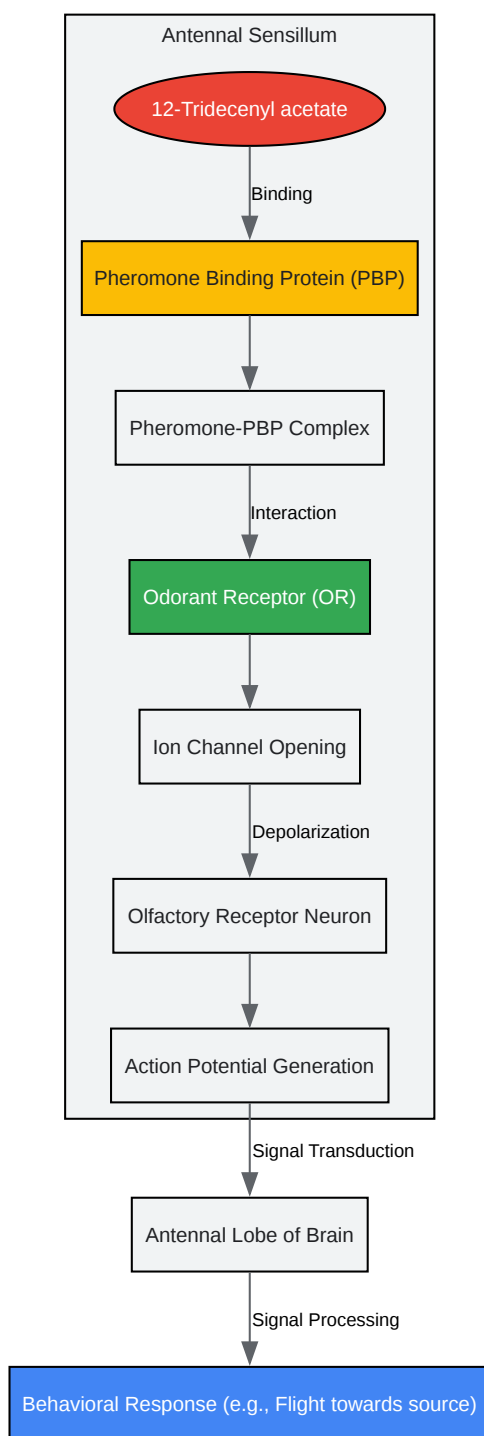 Antennal Sensillum
12-Tridecenyl acetate
Binding
Pheromone Binding Protein (PBP)
Pheromone-PBP Complex
Interaction
Odorant Receptor (OR)
Ion Channel Opening
Depolarization
Olfactory Receptor Neuron
Action Potential Generation
Signal Transduction
Antennal Lobe of Brain
Signal Processing
Behavioral Response (e.g., Flight towards source)